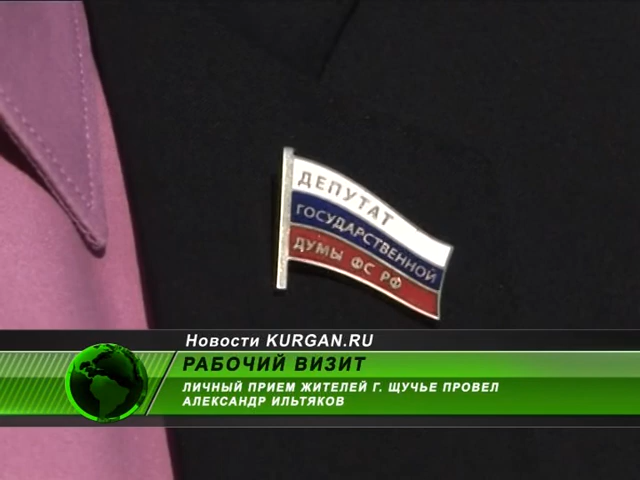 ДЕПУТАТ
ГОСУДАРСТВЕННОЙ
ДУМЫ ФС РФ
Новости KURGAN.RU
РАБОЧИЙ ВИЗИТ
ЛИЧНЫЙ ПРИЕМ ЖИТЕЛЕЙ Г. ЩУЧЬЕ ПРОВЕЛ
АЛЕКСАНДР ИЛЬТЯКОВ